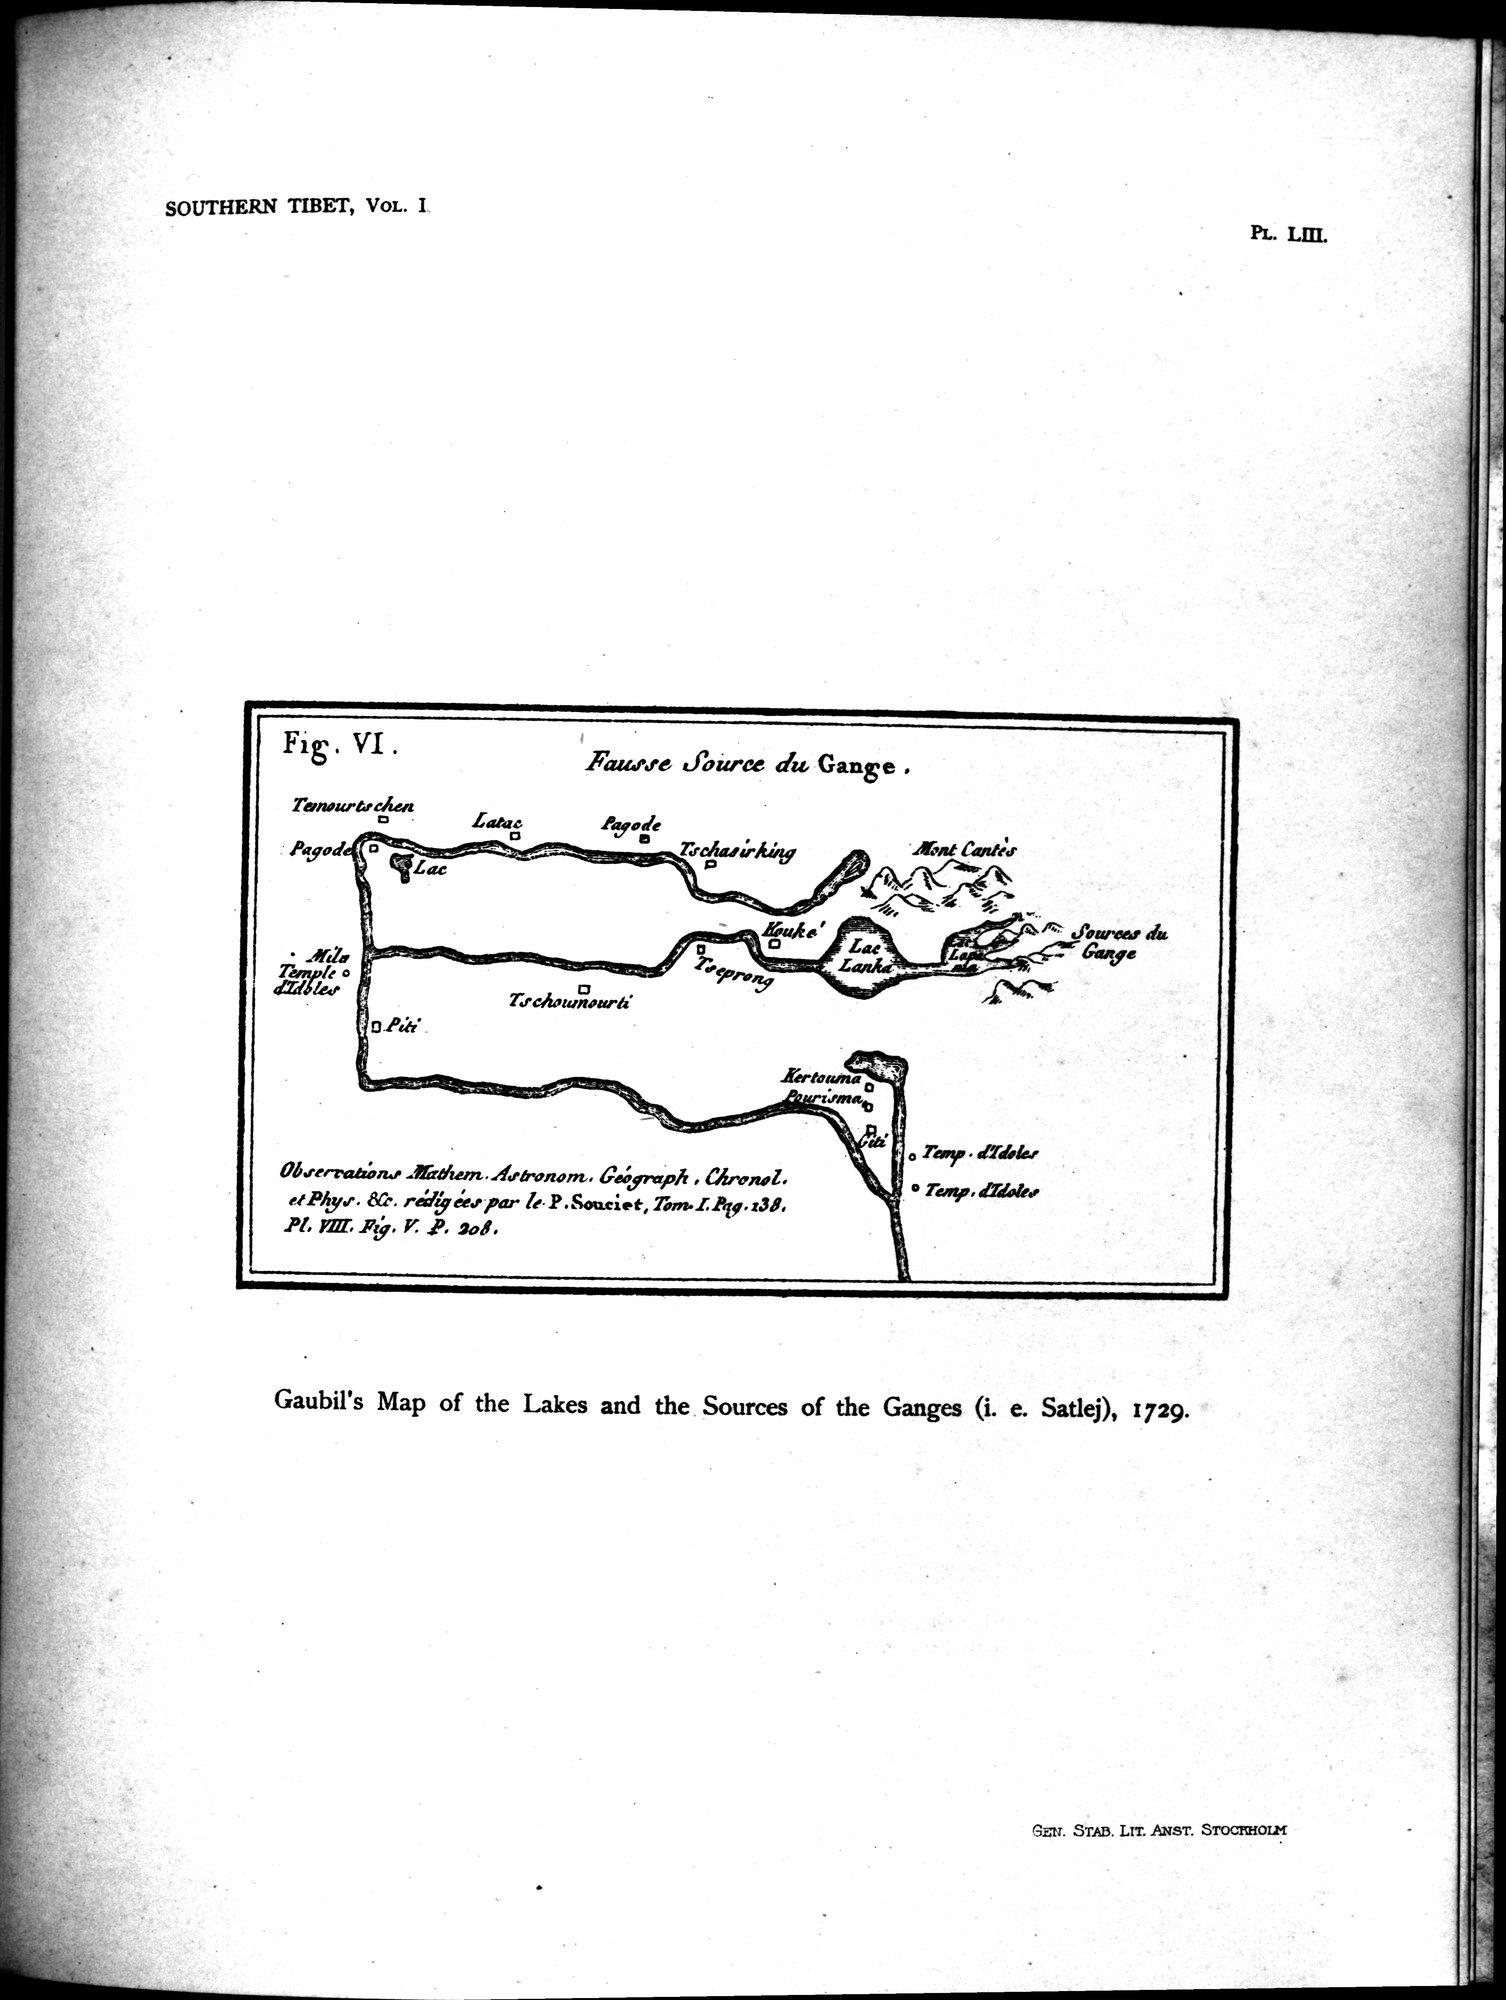 SOUTHERN TIBET, VOL. I.
PL. LIII.
Fig. VI.
Fausse Source du Gange.
Temourtschen
Latac
Pagode
Pagode
Tschasirking
Lac
Mont Cantès
Kouke'
Sources du
Gange
Lac
Lanka
Lac
Lapa
nla
Mila
Temple
d'Idoles
Tseprong
Tschoumourti
Piti
Kertouma
Pourisma
Giti
Temp. d'Idoles
Temp. d'Idoles
Observations Mathem. Astronom. Géograph. Chronol.
et Phys. &c. rédigées par le P. Souciet, Tom. I. Pag. 138.
Pl. VIII. Fig. V. P. 208.
Gaubil's Map of the Lakes and the Sources of the Ganges (i. e. Satlej), 1729.
GEN. STAB. LIT. ANST. STOCKHOLM